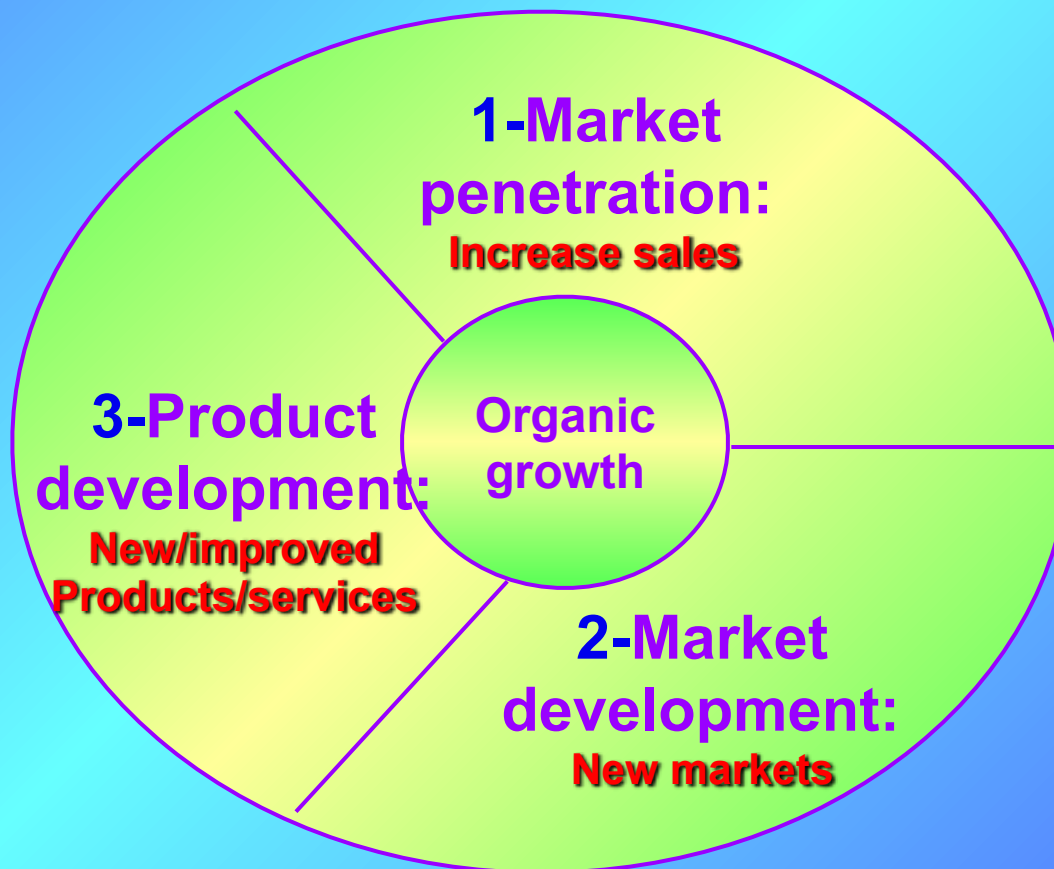 1-Market
penetration:
Increase sales
Organic
growth
3-Product
development:
New/improved
Products/services
2-Market
development:
New markets